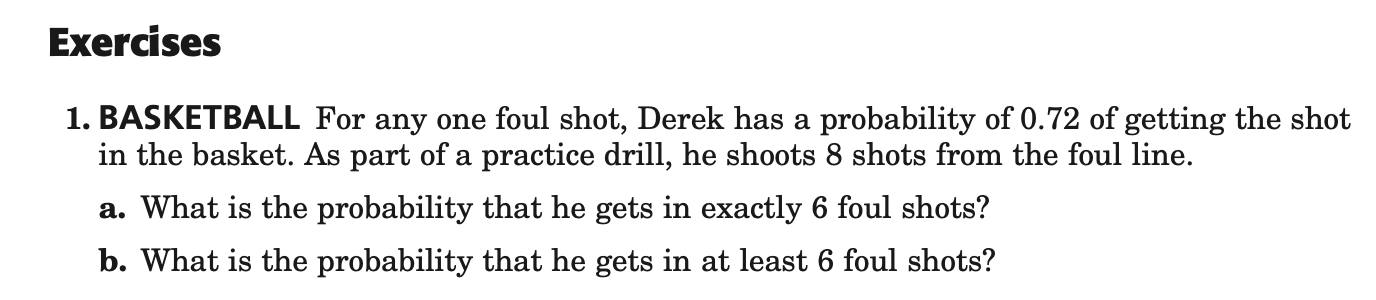 Exercises
1. BASKETBALL For any one foul shot, Derek has a probability of 0.72 of getting the shot
in the basket. As part of a practice drill, he shoots 8 shots from the foul line.
a. What is the probability that he gets in exactly 6 foul shots?
b. What is the probability that he gets in at least 6 foul shots?